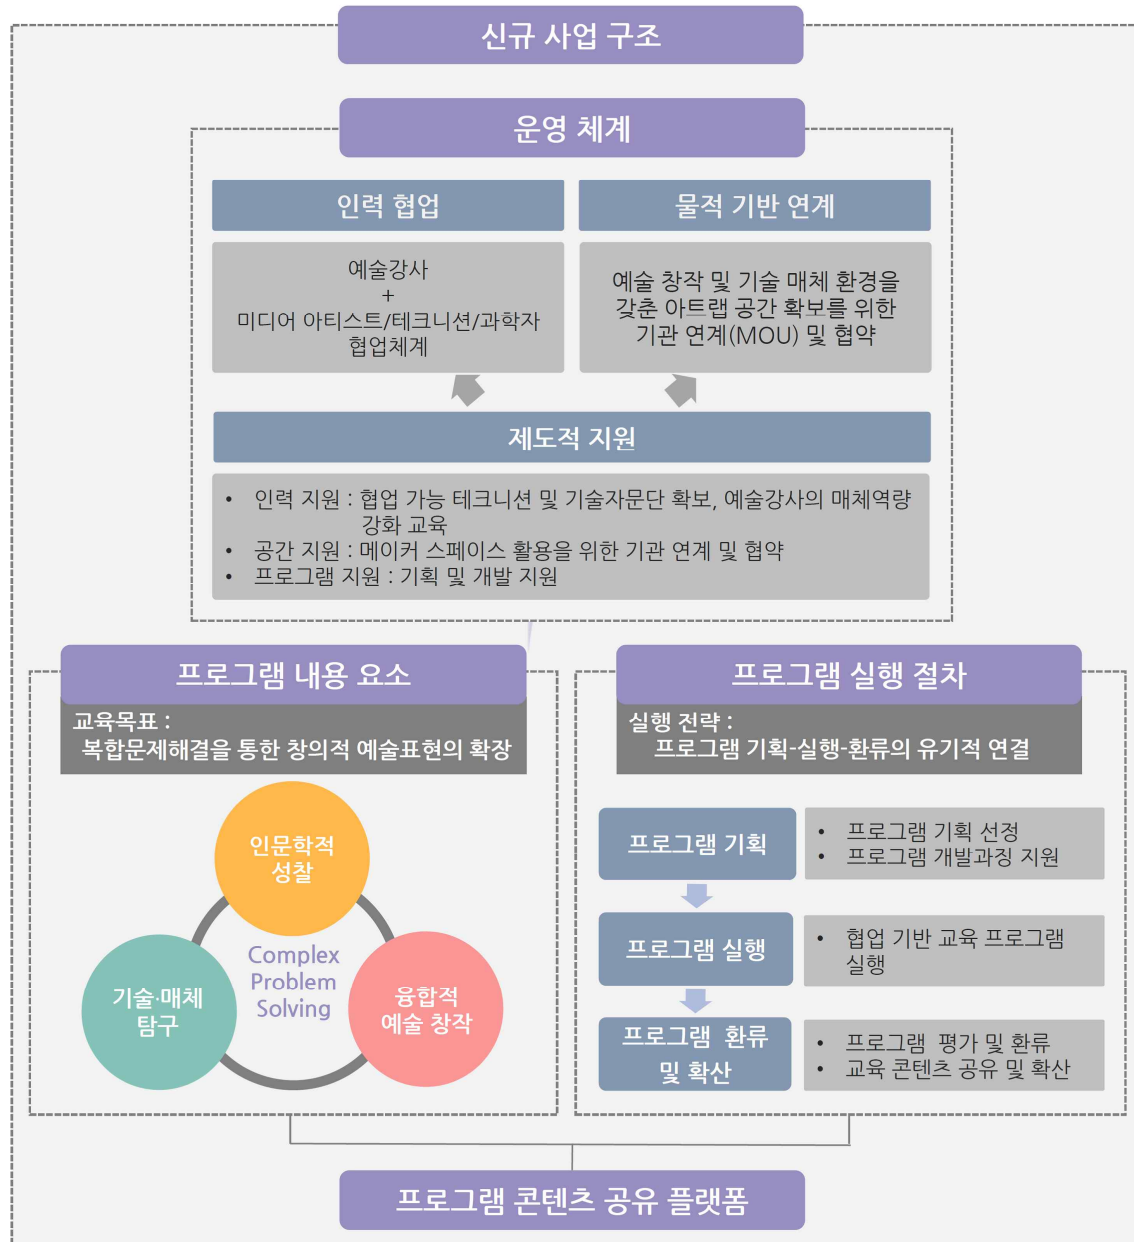 신규 사업 구조
운영 체계
인력 협업
예술강사
+
미디어 아티스트/테크니션/과학자
협업체계
물적 기반 연계
예술 창작 및 기술 매체 환경을
갖춘 아트랩 공간 확보를 위한
기관 연계(MOU) 및 협약
제도적 지원
• 인력 지원 : 협업 가능 테크니션 및 기술자문단 확보, 예술강사의 매체역량
강화 교육
• 공간 지원 : 메이커 스페이스 활용을 위한 기관 연계 및 협약
• 프로그램 지원 : 기획 및 개발 지원
프로그램 내용 요소
교육목표 :
복합문제해결을 통한 창의적 예술표현의 확장
인문학적
성찰
Complex
Problem
Solving
기술·매체
탐구
융합적
예술 창작
프로그램 실행 절차
실행 전략 :
프로그램 기획-실행-환류의 유기적 연결
프로그램 기획
• 프로그램 기획 선정
• 프로그램 개발과징 지원
프로그램 실행
• 협업 기반 교육 프로그램
실행
프로그램 환류
및 확산
• 프로그램 평가 및 환류
• 교육 콘텐츠 공유 및 확산
프로그램 콘텐츠 공유 플랫폼